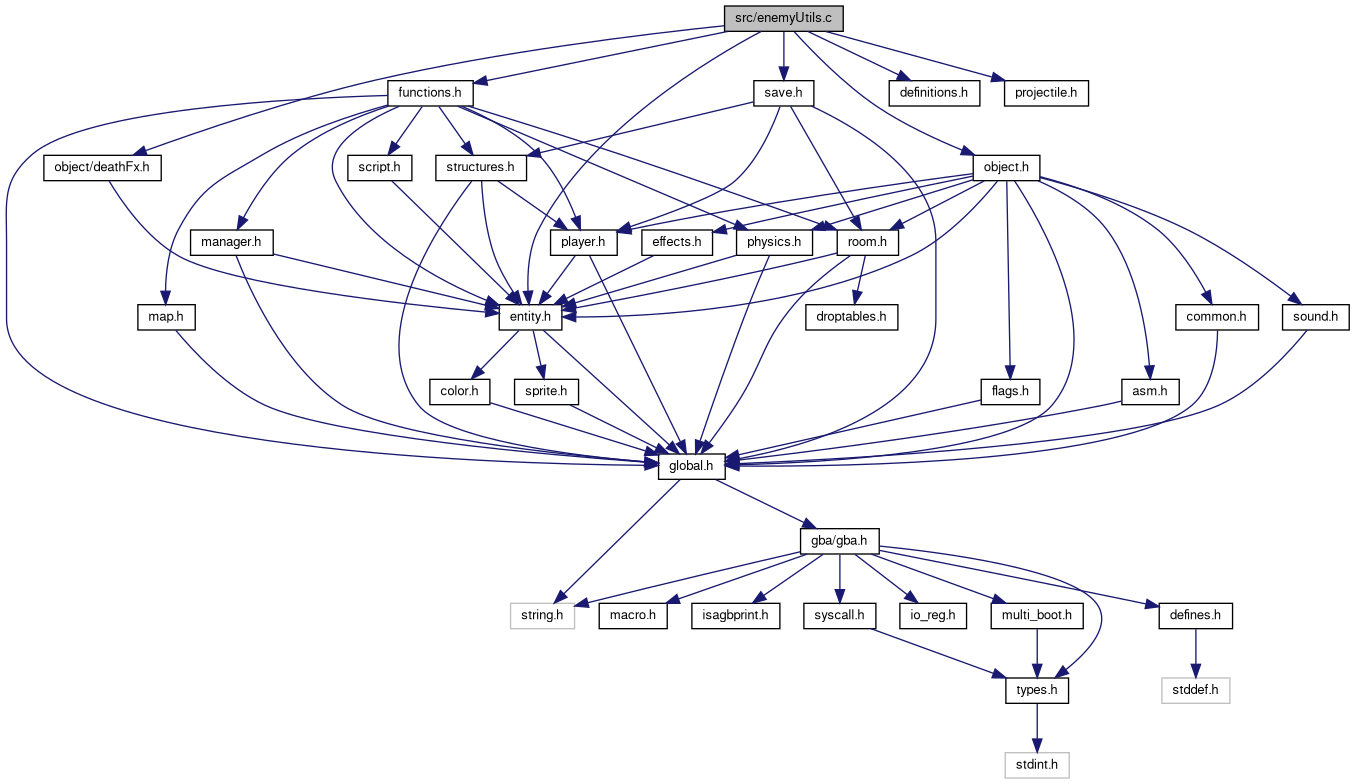 src/enemyUtils.c
functions.h
save.h
definitions.h
projectile.h
object/deathFx.h
script.h
structures.h
object.h
manager.h
player.h
effects.h
physics.h
room.h
map.h
entity.h
droptables.h
common.h
sound.h
color.h
sprite.h
flags.h
asm.h
global.h
gba/gba.h
string.h
macro.h
isagbprint.h
syscall.h
io_reg.h
multi_boot.h
defines.h
types.h
stddef.h
stdint.h